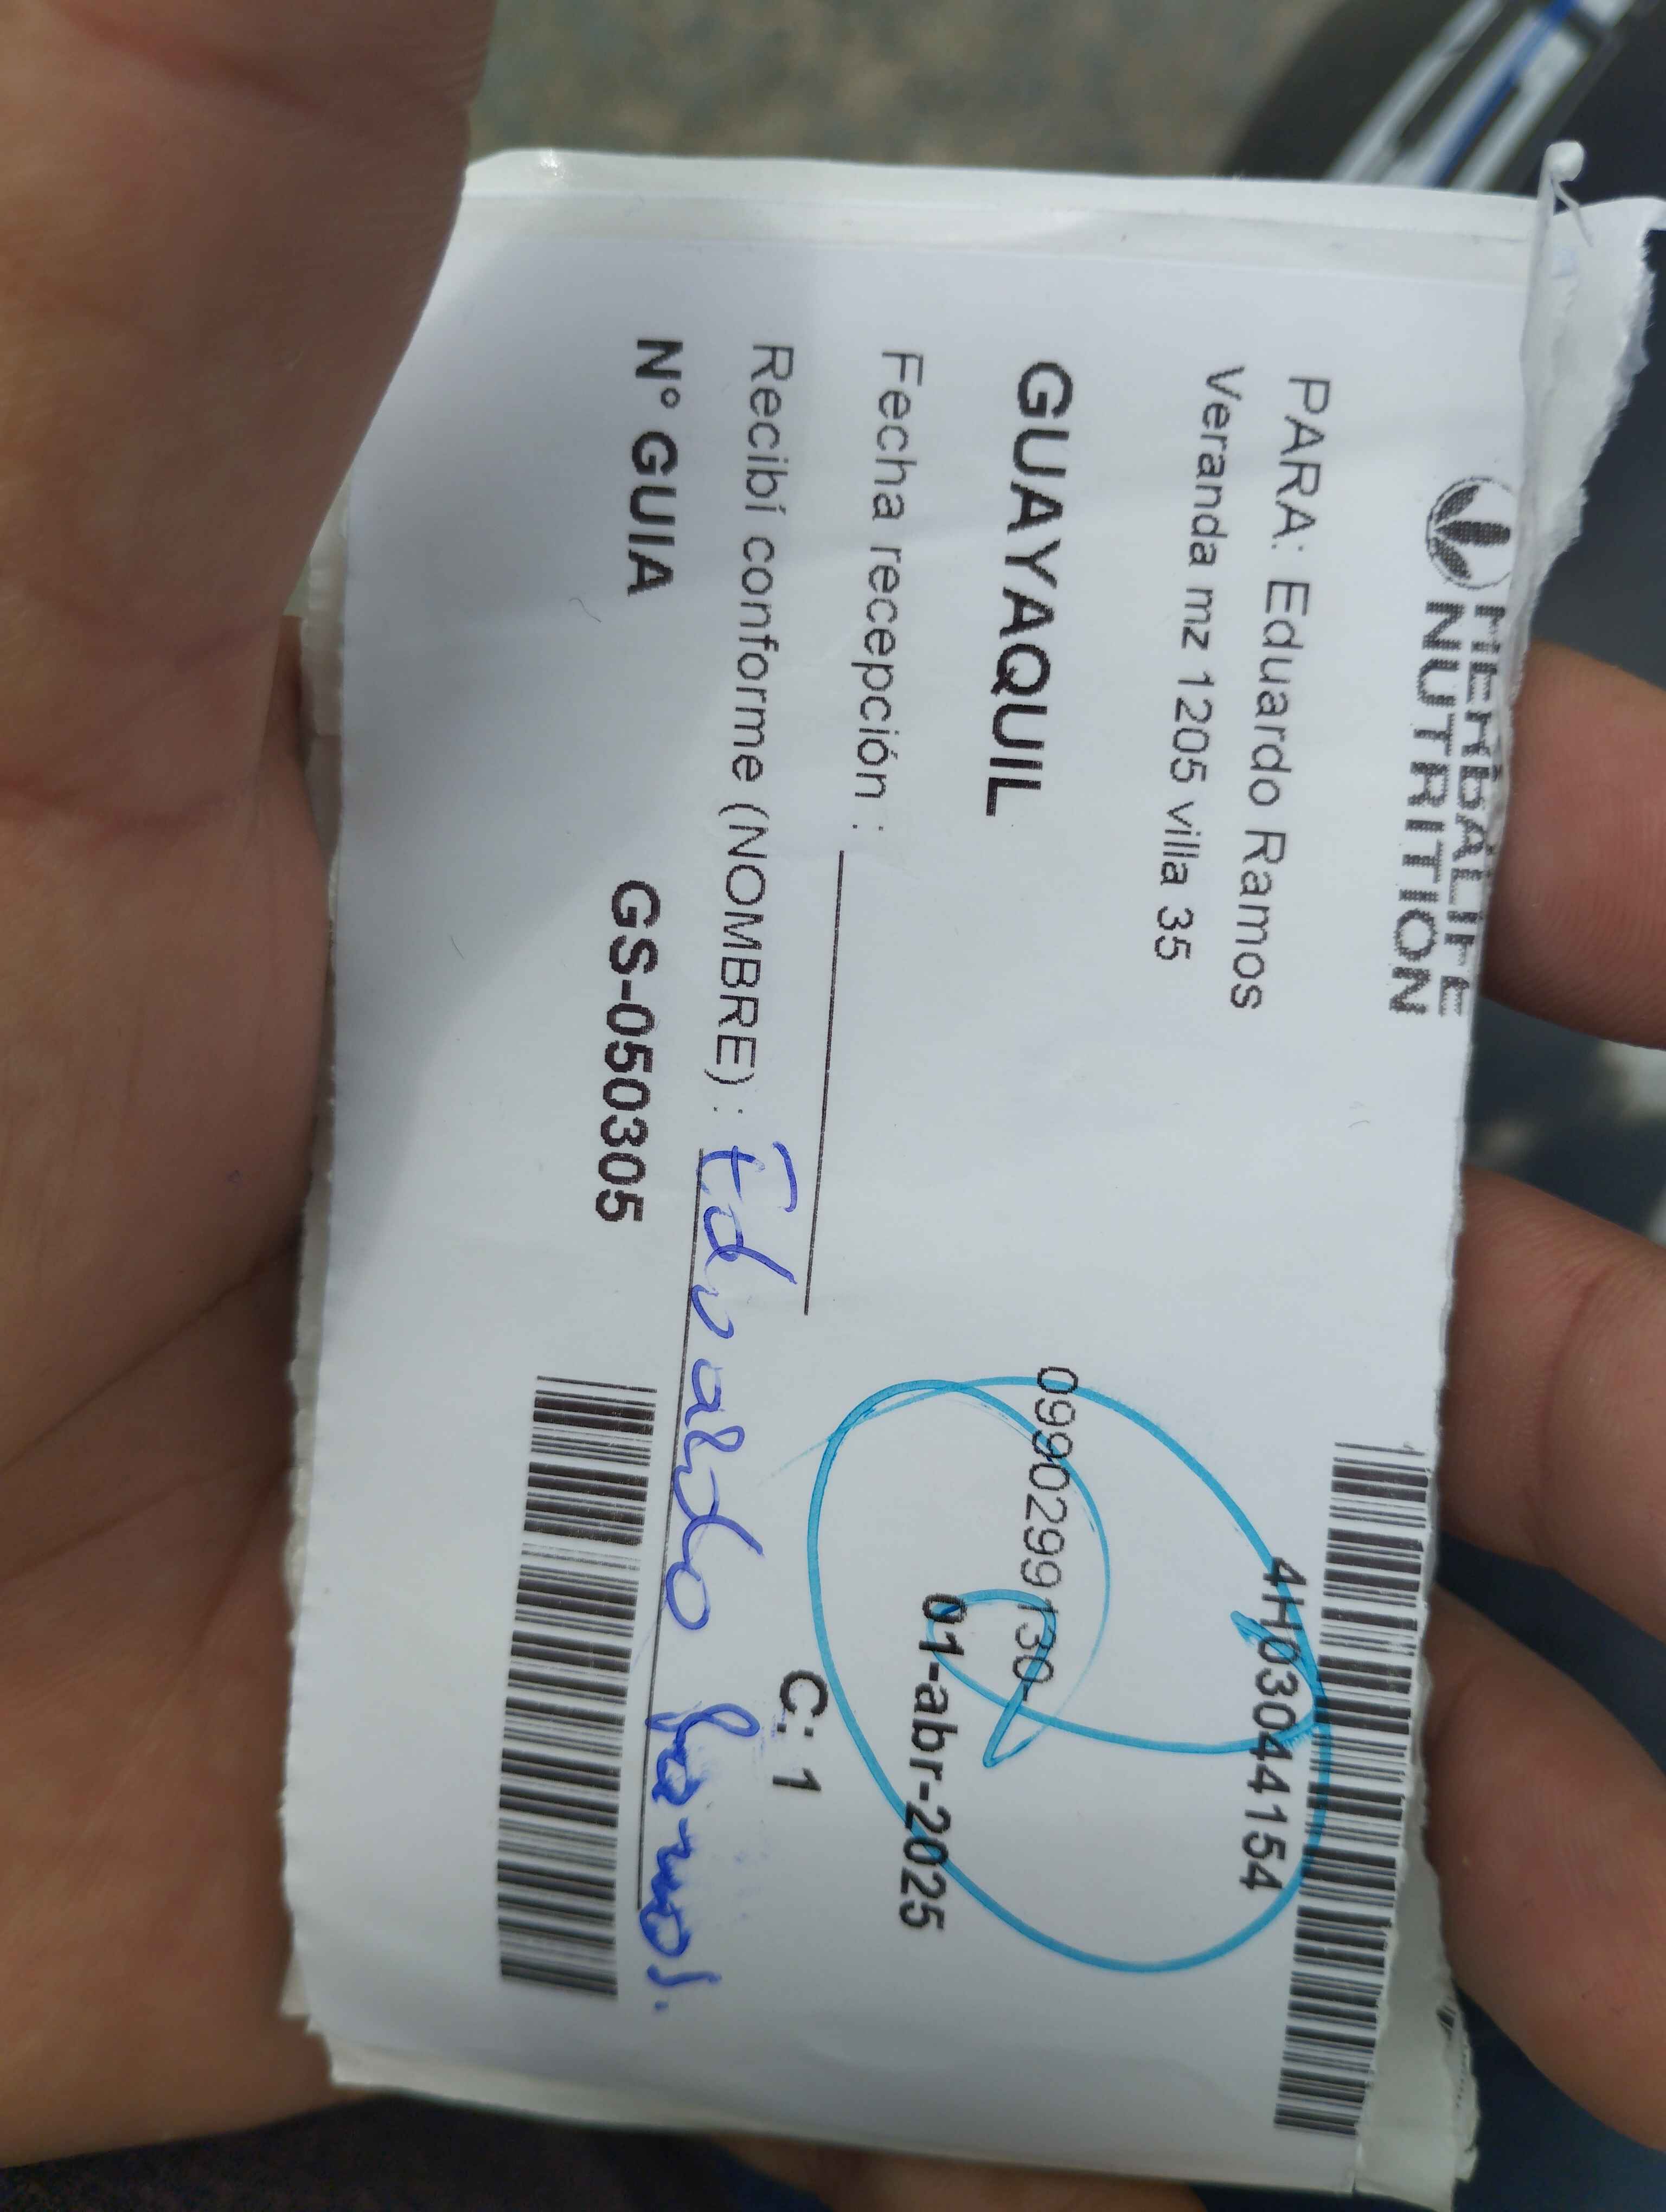 HERBALIFE
NUTRITION
4H03044154
PARA: Eduardo Ramos
Veranda mz 1205 villa 35
GUAYAQUIL
0990299130-
01-abr-2025
Fecha recepción :
C: 1
Recibí conforme (NOMBRE) : Eduardo Ramos.
N° GUIA GS-050305